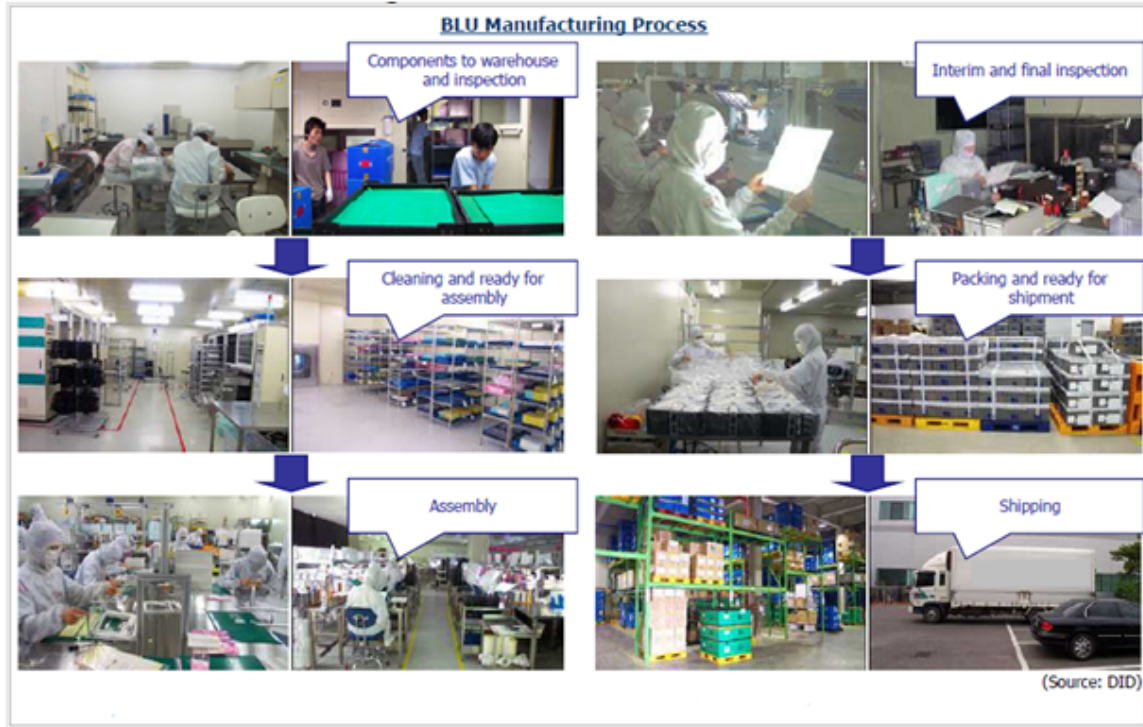 BLU Manufacturing Process
Components to warehouse
and inspection
Cleaning and ready for
assembly
Assembly
Interim and final inspection
Packing and ready for
shipment
Shipping
(Source: DID)